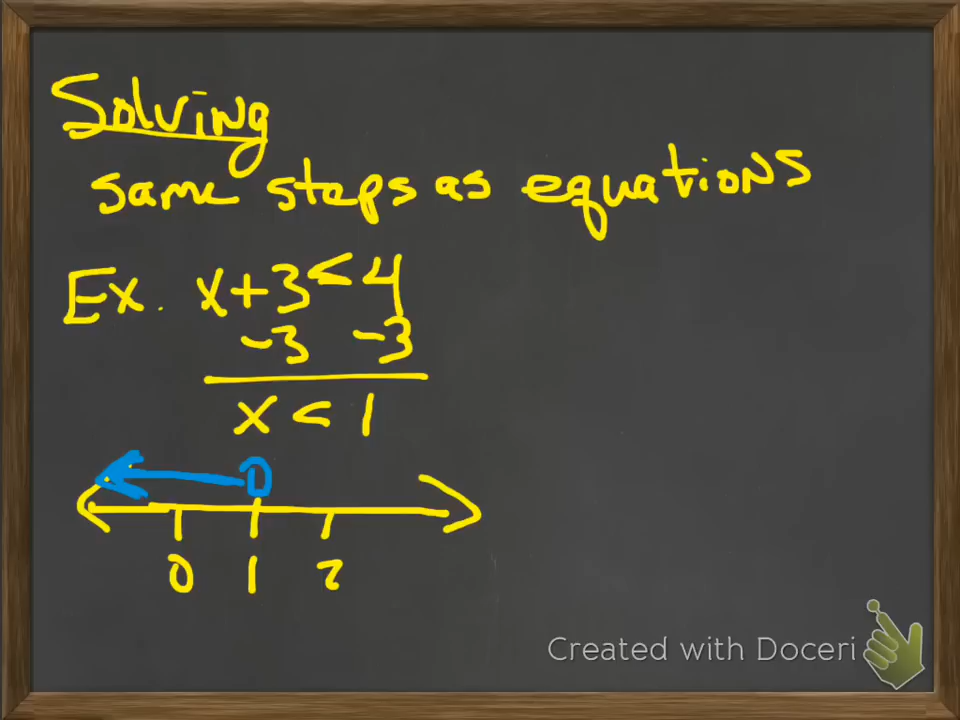 Solving
same steps as equations
Ex. x+3<4
-3 -3
x < 1
0 1 2
Created with Doceri